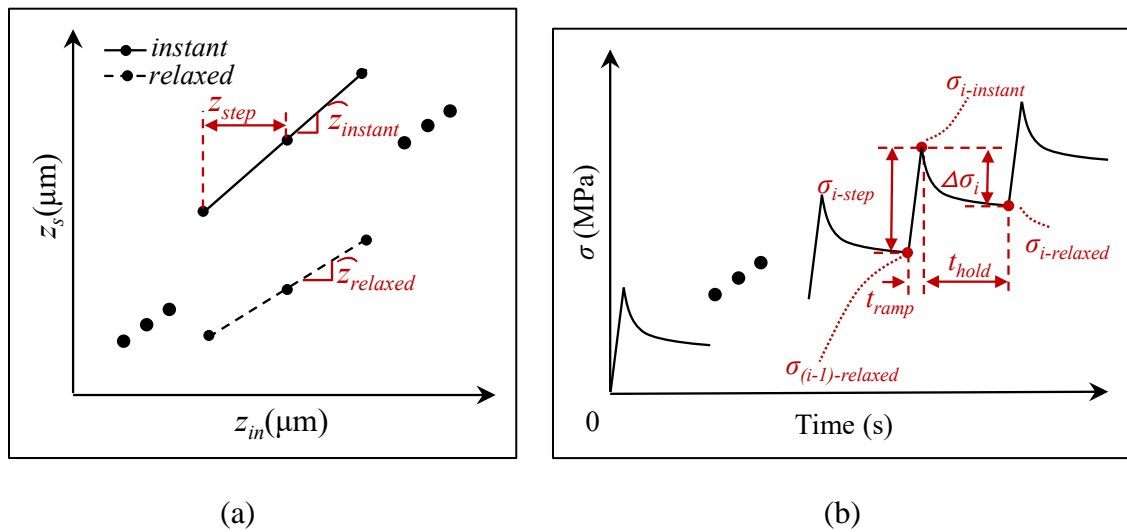 instant
relaxed
z_step
z_instant
z_relaxed
z_s(μm)
z_in(μm)
(a)
σ_i-instant
σ_i-step
Δσ_i
σ_i-relaxed
t_hold
t_ramp
σ_(i-1)-relaxed
σ (MPa)
0
Time (s)
(b)